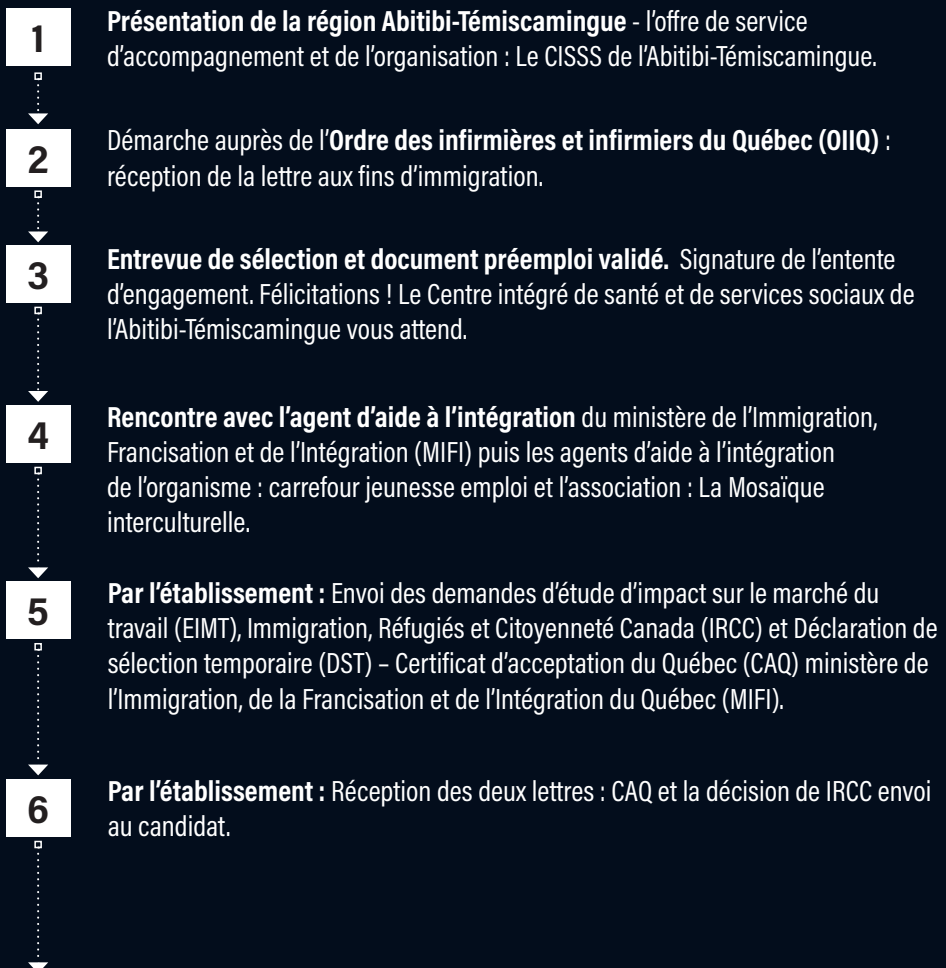 1
Présentation de la région Abitibi-Témiscamingue - l'offre de service
d'accompagnement et de l'organisation : Le CISSS de l'Abitibi-Témiscamingue.
2
Démarche auprès de l'Ordre des infirmières et infirmiers du Québec (OIIQ) :
réception de la lettre aux fins d'immigration.
3
Entrevue de sélection et document préemploi validé. Signature de l'entente
d'engagement. Félicitations ! Le Centre intégré de santé et de services sociaux de
l'Abitibi-Témiscamingue vous attend.
4
Rencontre avec l'agent d'aide à l'intégration du ministère de l'Immigration,
Francisation et de l'Intégration (MIFI) puis les agents d'aide à l'intégration
de l'organisme : carrefour jeunesse emploi et l'association : La Mosaïque
interculturelle.
5
Par l'établissement : Envoi des demandes d'étude d'impact sur le marché du
travail (EIMT), Immigration, Réfugiés et Citoyenneté Canada (IRCC) et Déclaration de
sélection temporaire (DST) – Certificat d'acceptation du Québec (CAQ) ministère de
l'Immigration, de la Francisation et de l'Intégration du Québec (MIFI).
6
Par l'établissement : Réception des deux lettres : CAQ et la décision de IRCC envoi
au candidat.